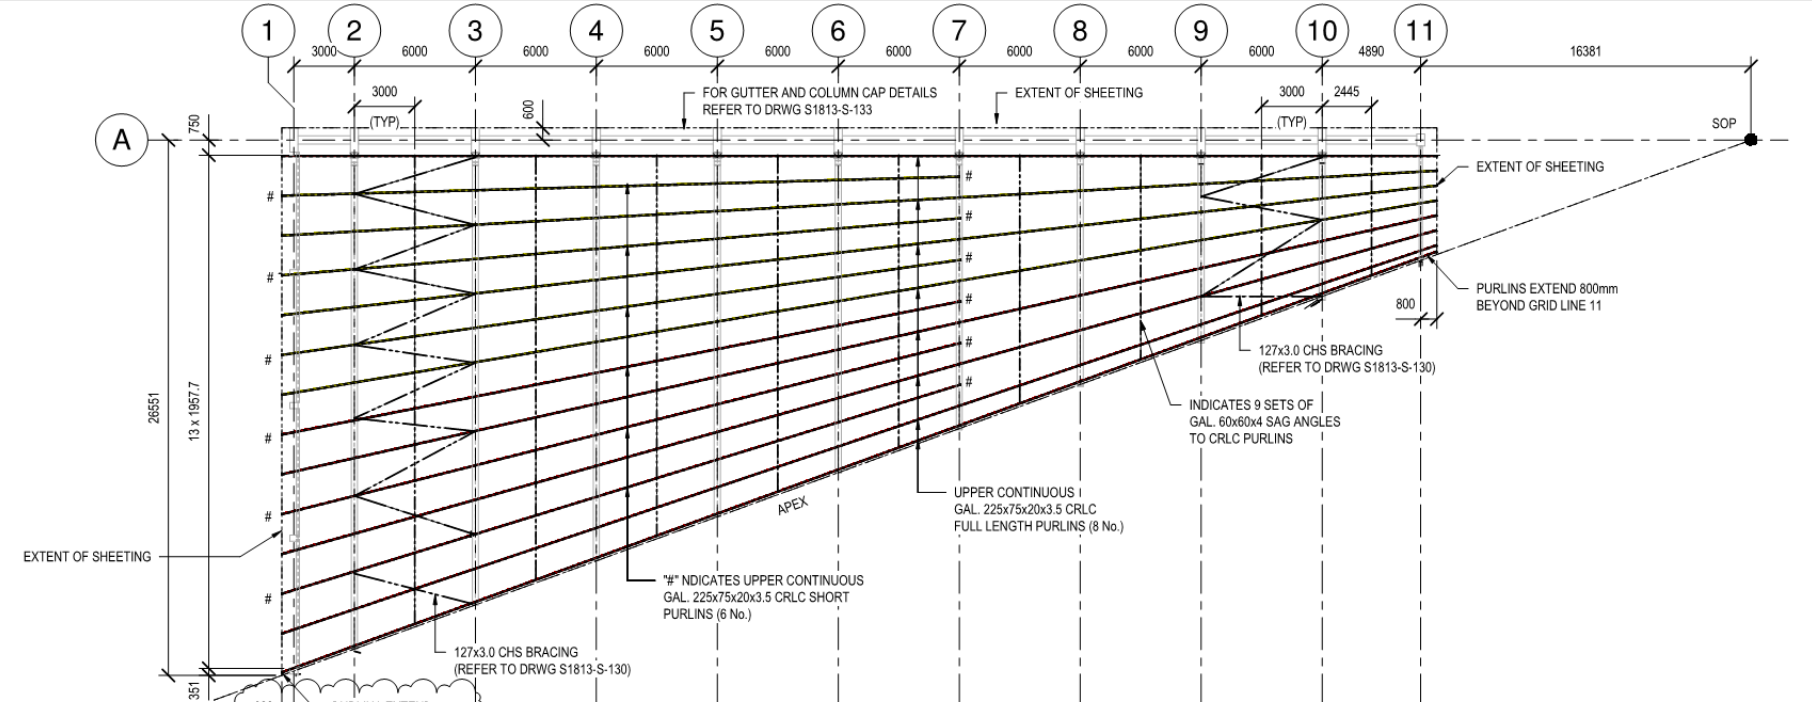 1 2 3 4 5 6 7 8 9 10 11
3000 6000 6000 6000 6000 6000 6000 6000 6000 4890 16381
3000
(TYP)
600
FOR GUTTER AND COLUMN CAP DETAILS
REFER TO DRWG S1813-S-133
EXTENT OF SHEETING
3000 2445
(TYP)
750
A
SOP
EXTENT OF SHEETING
#
#
#
#
#
#
#
#
#
#
#
#
PURLINS EXTEND 800mm
BEYOND GRID LINE 11
800
127x3.0 CHS BRACING
(REFER TO DRWG S1813-S-130)
26551
13 x 1957.7
INDICATES 9 SETS OF
GAL. 60x60x4 SAG ANGLES
TO CRLC PURLINS
APEX
UPPER CONTINUOUS
GAL. 225x75x20x3.5 CRLC
FULL LENGTH PURLINS (8 No.)
EXTENT OF SHEETING
"#" NDICATES UPPER CONTINUOUS
GAL. 225x75x20x3.5 CRLC SHORT
PURLINS (6 No.)
127x3.0 CHS BRACING
(REFER TO DRWG S1813-S-130)
351